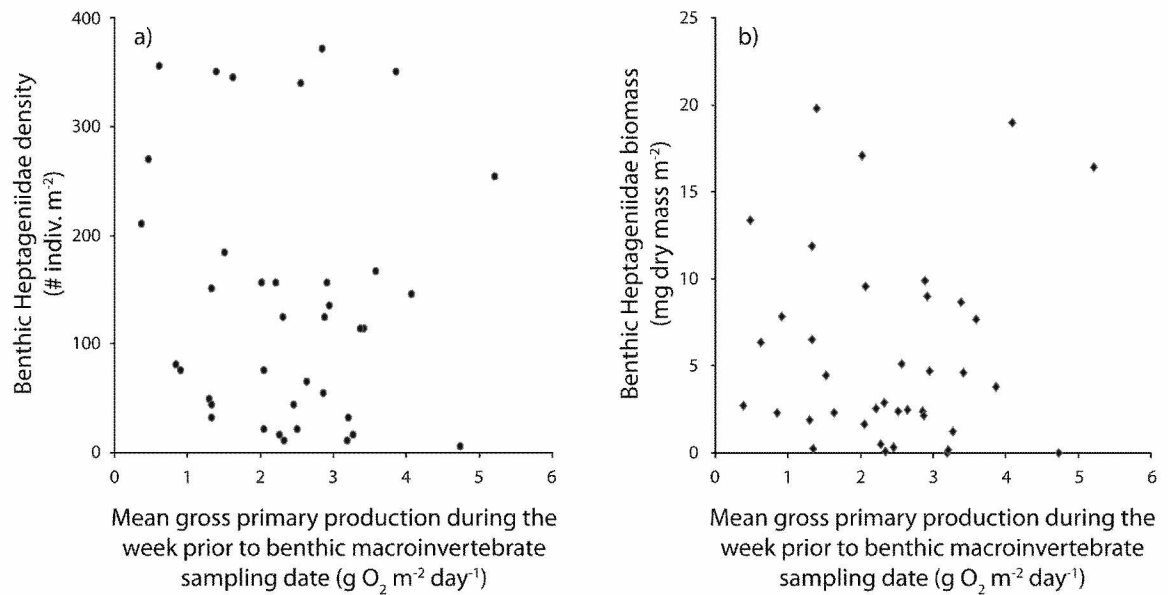 Benthic Heptageniidae density
(# indiv. m⁻²)
a)
400
300
200
100
0
0 1 2 3 4 5 6
Mean gross primary production during the
week prior to benthic macroinvertebrate
sampling date (g O₂ m⁻² day⁻¹)
Benthic Heptageniidae biomass
(mg dry mass m⁻²)
b)
25
20
15
10
5
0
0 1 2 3 4 5 6
Mean gross primary production during the
week prior to benthic macroinvertebrate
sampling date (g O₂ m⁻² day⁻¹)